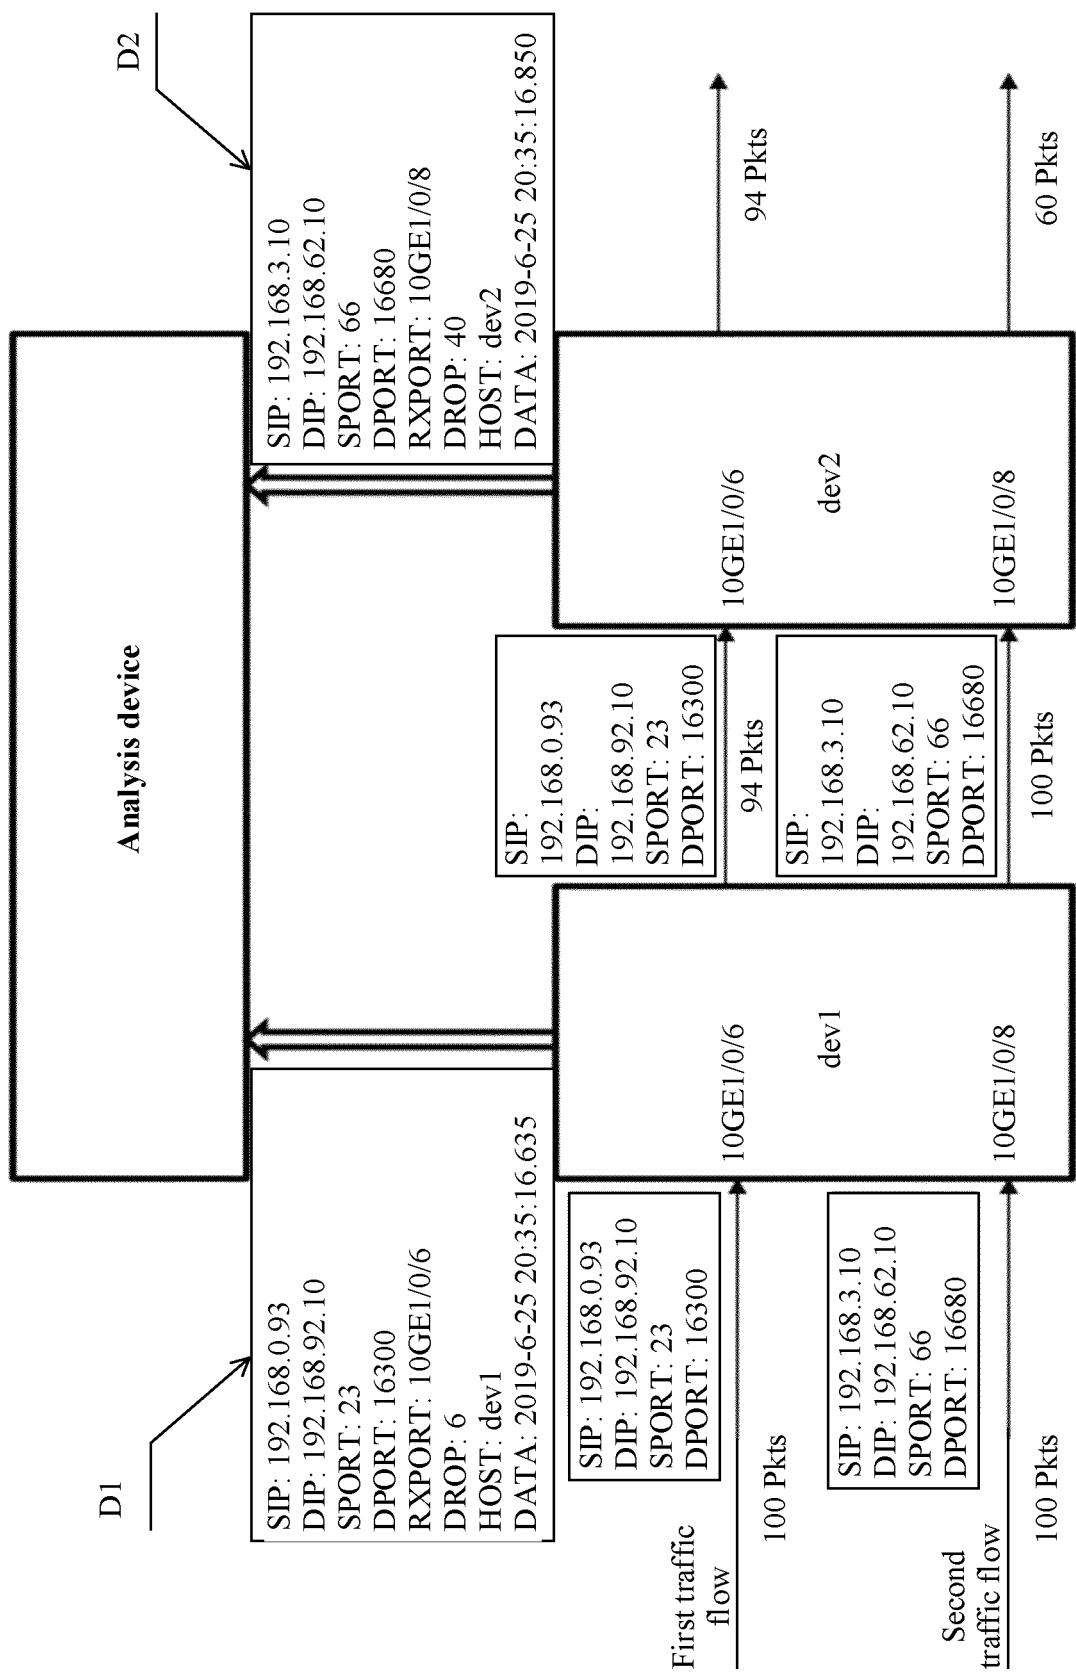 Analysis device
D1
SIP: 192.168.0.93
DIP: 192.168.92.10
SPORT: 23
DPORT: 16300
RXPORT: 10GE1/0/6
DROP: 6
HOST: dev1
DATA: 2019-6-25 20:35:16.635
D2
SIP: 192.168.3.10
DIP: 192.168.62.10
SPORT: 66
DPORT: 16680
RXPORT: 10GE1/0/8
DROP: 40
HOST: dev2
DATA: 2019-6-25 20:35:16.850
First traffic
flow
SIP: 192.168.0.93
DIP: 192.168.92.10
SPORT: 23
DPORT: 16300
100 Pkts
10GE1/0/6
dev1
10GE1/0/8
SIP:
192.168.0.93
DIP:
192.168.92.10
SPORT: 23
DPORT: 16300
94 Pkts
10GE1/0/6
dev2
10GE1/0/8
94 Pkts
Second
traffic flow
SIP: 192.168.3.10
DIP: 192.168.62.10
SPORT: 66
DPORT: 16680
100 Pkts
SIP:
192.168.3.10
DIP:
192.168.62.10
SPORT: 66
DPORT: 16680
100 Pkts
60 Pkts